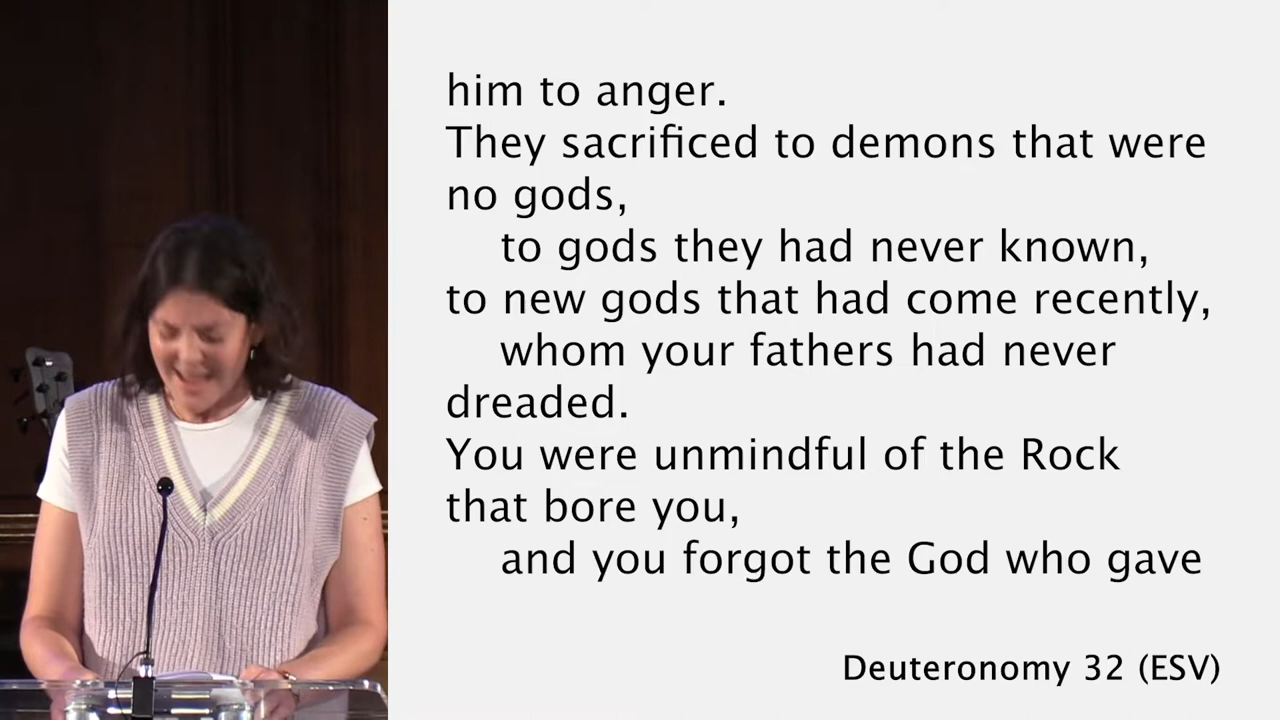 him to anger.
They sacrificed to demons that were
no gods,
to gods they had never known,
to new gods that had come recently,
whom your fathers had never
dreaded.
You were unmindful of the Rock
that bore you,
and you forgot the God who gave
Deuteronomy 32 (ESV)